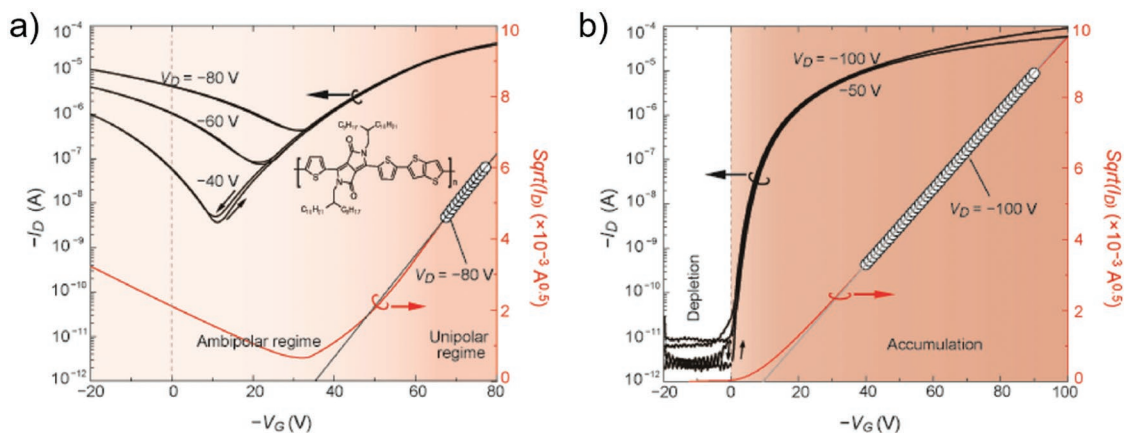 a)
10⁻⁴
10⁻⁵
10⁻⁶
10⁻⁷
10⁻⁸
10⁻⁹
10⁻¹⁰
10⁻¹¹
10⁻¹²
−I_D (A)
V_D = −80 V
−60 V
−40 V
C₈H₁₇
C₁₀H₂₁
S
O
N
N
O
S
S
S
n
C₁₀H₂₁
C₈H₁₇
V_D = −80 V
Ambipolar regime
Unipolar
regime
−20
0
20
40
60
80
−V_G (V)
10
8
6
4
2
0
Sqrt(I_D) (×10⁻³ A⁰·⁵)
b)
10⁻⁴
10⁻⁵
10⁻⁶
10⁻⁷
10⁻⁸
10⁻⁹
10⁻¹⁰
10⁻¹¹
10⁻¹²
−I_D (A)
V_D = −100 V
−50 V
V_D = −100 V
Depletion
Accumulation
−20
0
20
40
60
80
100
−V_G (V)
10
8
6
4
2
0
Sqrt(I_D) (×10⁻³ A⁰·⁵)